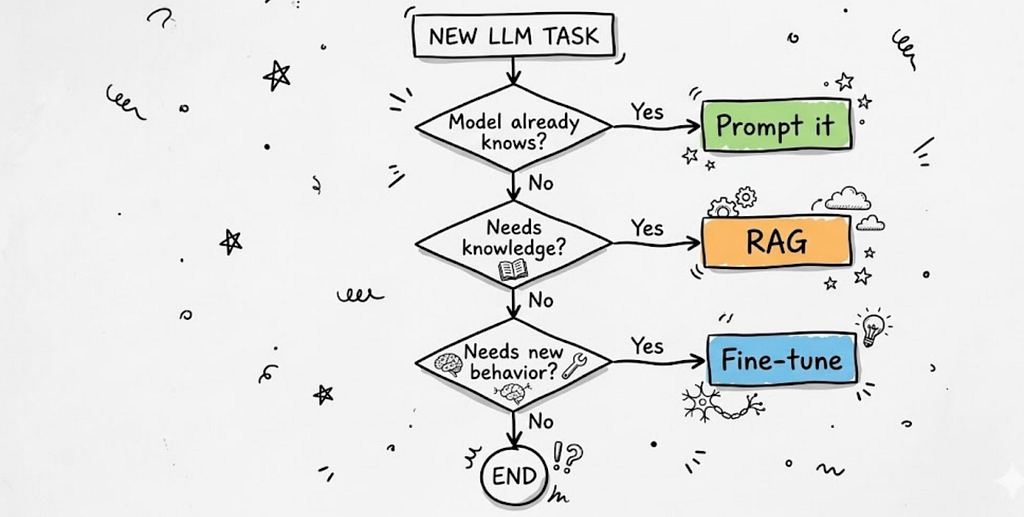 NEW LLM TASK
Model already
knows?
Yes
Prompt it
No
Needs
knowledge?
Yes
RAG
No
Needs new
behavior?
Yes
Fine-tune
No
END
!?